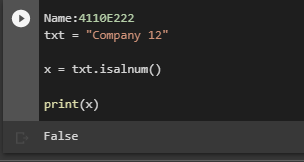 Name:4110E222
txt = "Company 12"
x = txt.isalnum()
print(x)
False